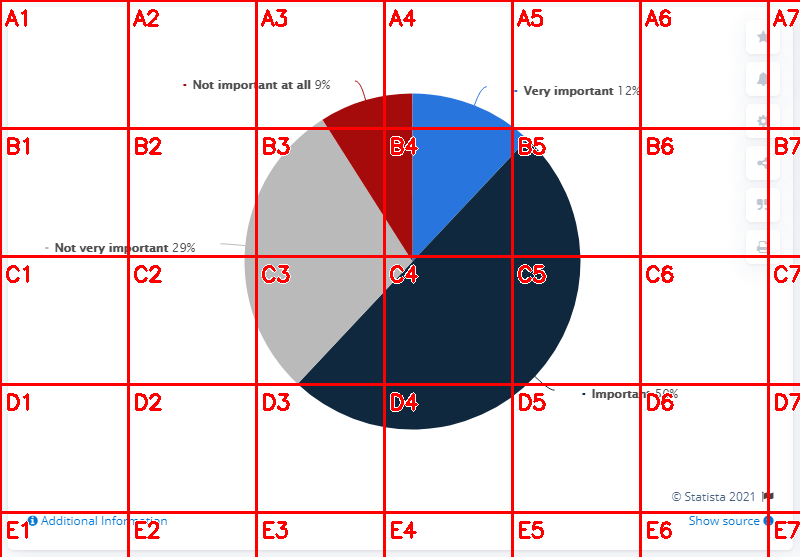 A1 A2 A3 A4 A5 A6 A7
Not important at all 9%
Very important 12%
B1 B2 B3 B4 B5 B6 B7
Not very important 29%
C1 C2 C3 C4 C5 C6 C7
Important 50%
D1 D2 D3 D4 D5 D6 D7
© Statista 2021
Additional Information
Show source
E1 E2 E3 E4 E5 E6 E7